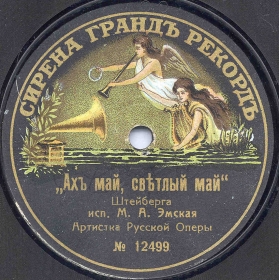 СИРЕНА ГРАНДЪ РЕКОРДЪ
„Ахъ май, свѣтлый май“
Штейберга
исп. М. А. Эмская
Артистка Русской Оперы
№ 12499